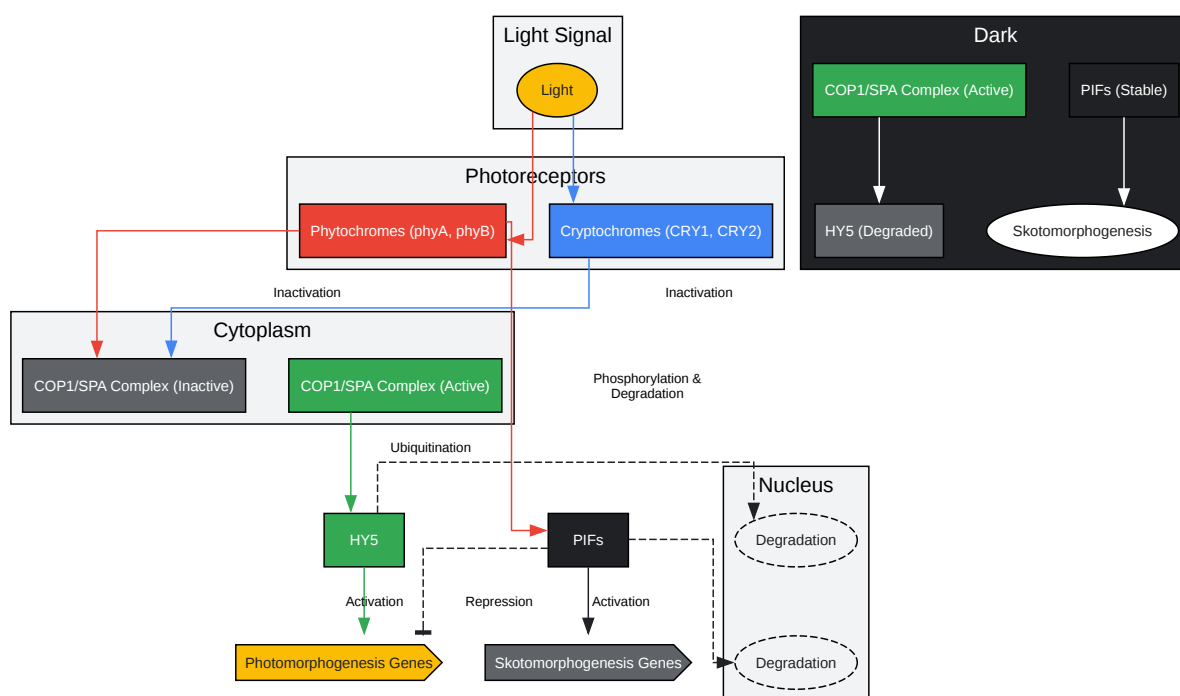 Light Signal
Light
Dark
COP1/SPA Complex (Active)
PIFs (Stable)
HY5 (Degraded)
Skotomorphogenesis
Photoreceptors
Phytochromes (phyA, phyB)
Cryptochromes (CRY1, CRY2)
Inactivation
Inactivation
Cytoplasm
COP1/SPA Complex (Inactive)
COP1/SPA Complex (Active)
Phosphorylation &
Degradation
Ubiquitination
Nucleus
HY5
PIFs
Degradation
Activation
Repression
Activation
Photomorphogenesis Genes
Skotomorphogenesis Genes
Degradation